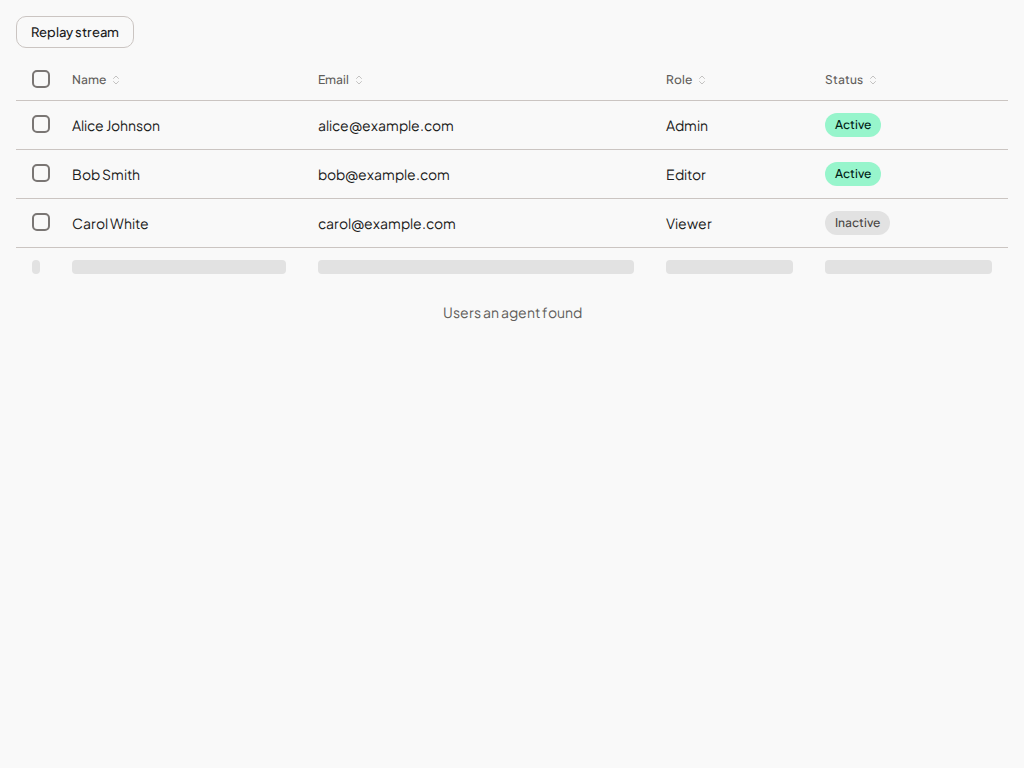 Replay stream
Name Email Role Status
Alice Johnson alice@example.com Admin Active
Bob Smith bob@example.com Editor Active
Carol White carol@example.com Viewer Inactive
Users an agent found